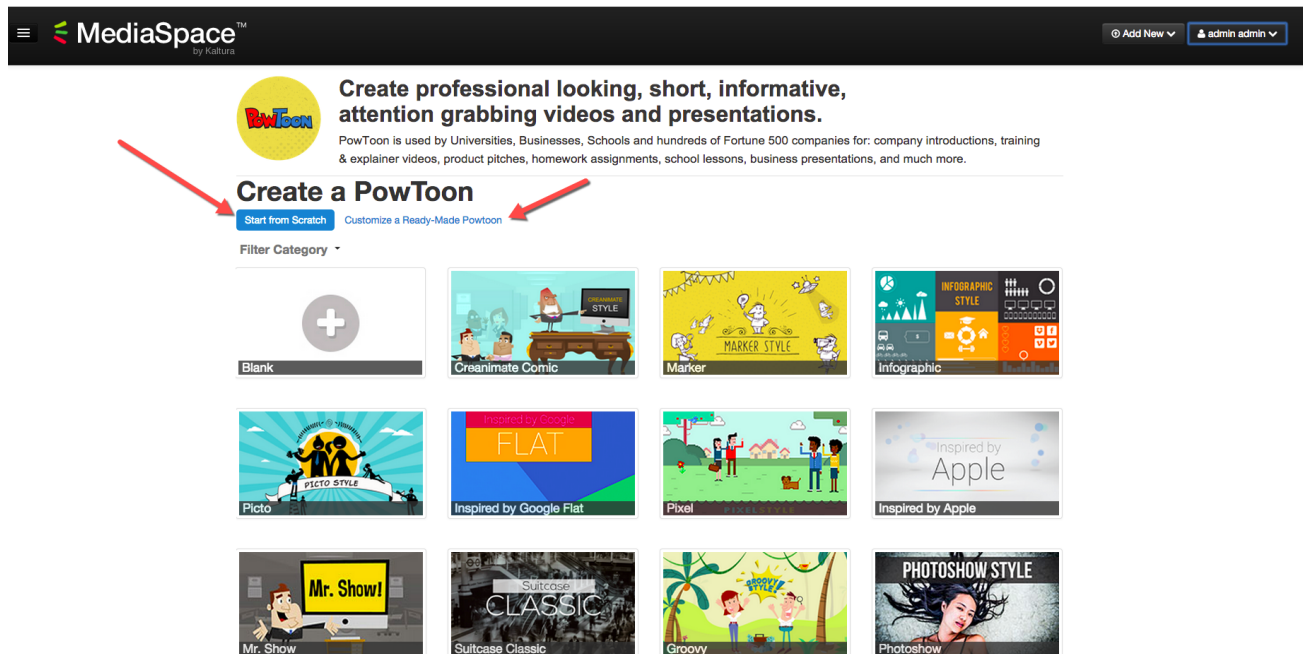 MediaSpace™
by Kaltura
Add New
admin admin
PowToon
Create professional looking, short, informative,
attention grabbing videos and presentations.
PowToon is used by Universities, Businesses, Schools and hundreds of Fortune 500 companies for: company introductions, training
& explainer videos, product pitches, homework assignments, school lessons, business presentations, and much more.
Create a PowToon
Start from Scratch
Customize a Ready-Made Powtoon
Filter Category
Blank
CREANIMATE
STYLE
Creanimate Comic
MARKER STYLE
Marker
INFOGRAPHIC
STYLE
Infographic
PICTO STYLE
Picto
Inspired by Google
FLAT
Inspired by Google Flat
PIXEL STYLE
Pixel
Inspired by
Apple
Inspired by Apple
Mr. Show!
Mr. Show
Suitcase
CLASSIC
Suitcase Classic
GROOVY
STYLE!
Groovy
PHOTOSHOW STYLE
Photoshow